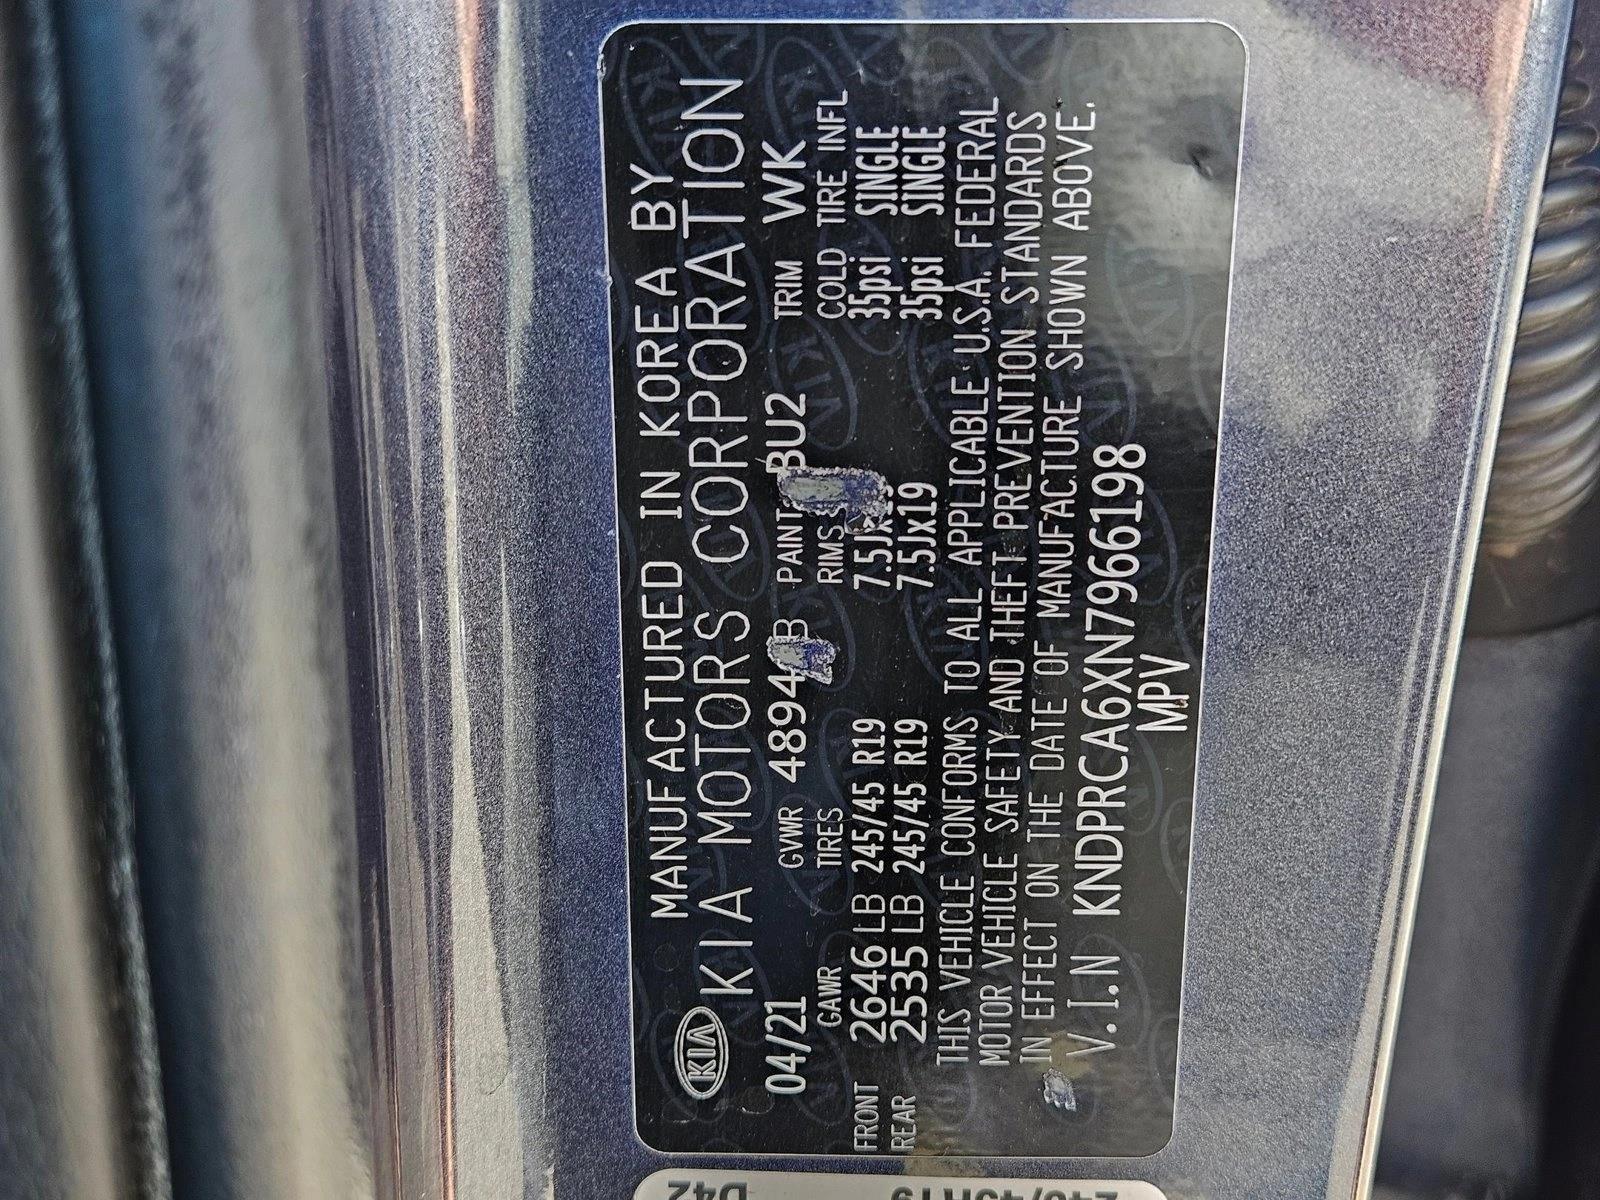 KIA
MANUFACTURED IN KOREA BY
KIA MOTORS CORPORATION
04/21 GVWR 4894 B PAINT BU2 TRIM WK
GAWR TIRES RIMS COLD TIRE INFL
FRONT 2646 LB 245/45 R19 7.5Jx 35psi SINGLE
REAR 2535 LB 245/45 R19 7.5Jx19 35psi SINGLE
THIS VEHICLE CONFORMS TO ALL APPLICABLE U.S.A. FEDERAL
MOTOR VEHICLE SAFETY AND THEFT PREVENTION STANDARDS
IN EFFECT ON THE DATE OF MANUFACTURE SHOWN ABOVE.
V.I.N KNDPRCA6XN7966198
MPV
D42